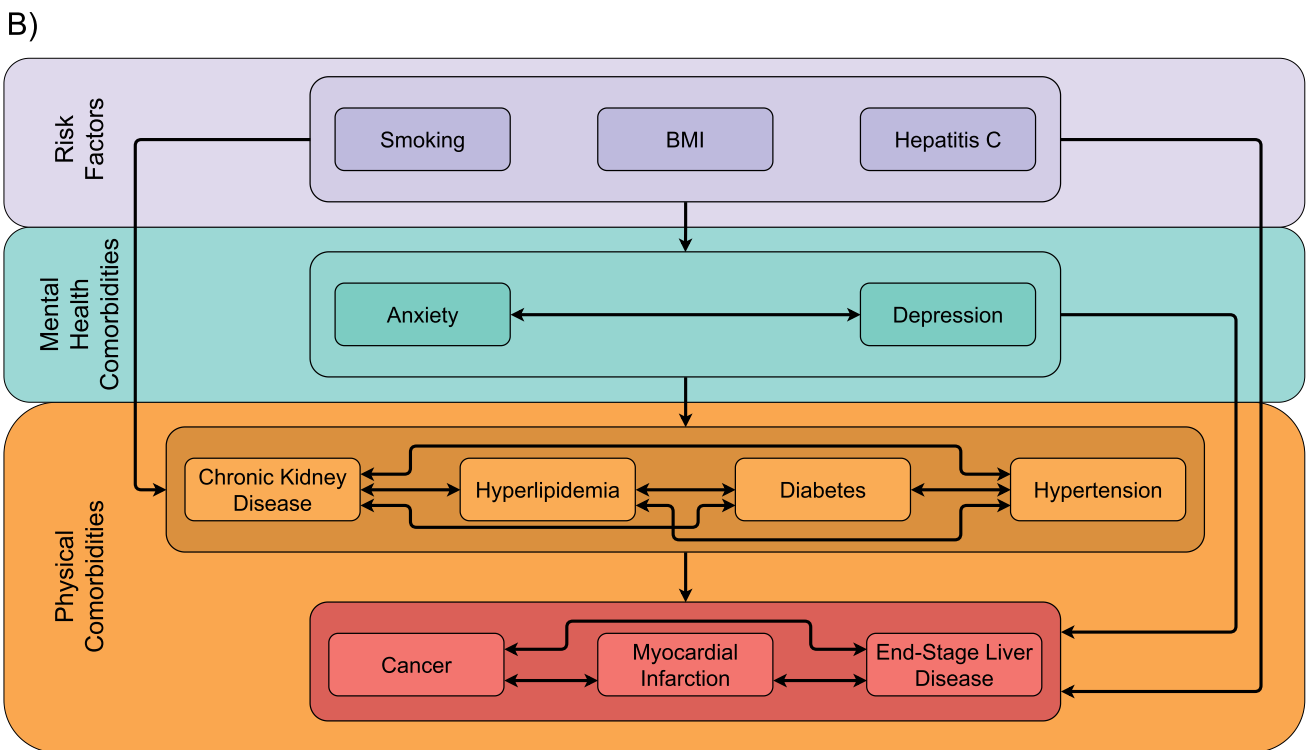 B)
Risk
Factors
Smoking
BMI
Hepatitis C
Mental
Health
Comorbidities
Anxiety
Depression
Physical
Comorbidities
Chronic Kidney
Disease
Hyperlipidemia
Diabetes
Hypertension
Cancer
Myocardial
Infarction
End-Stage Liver
Disease